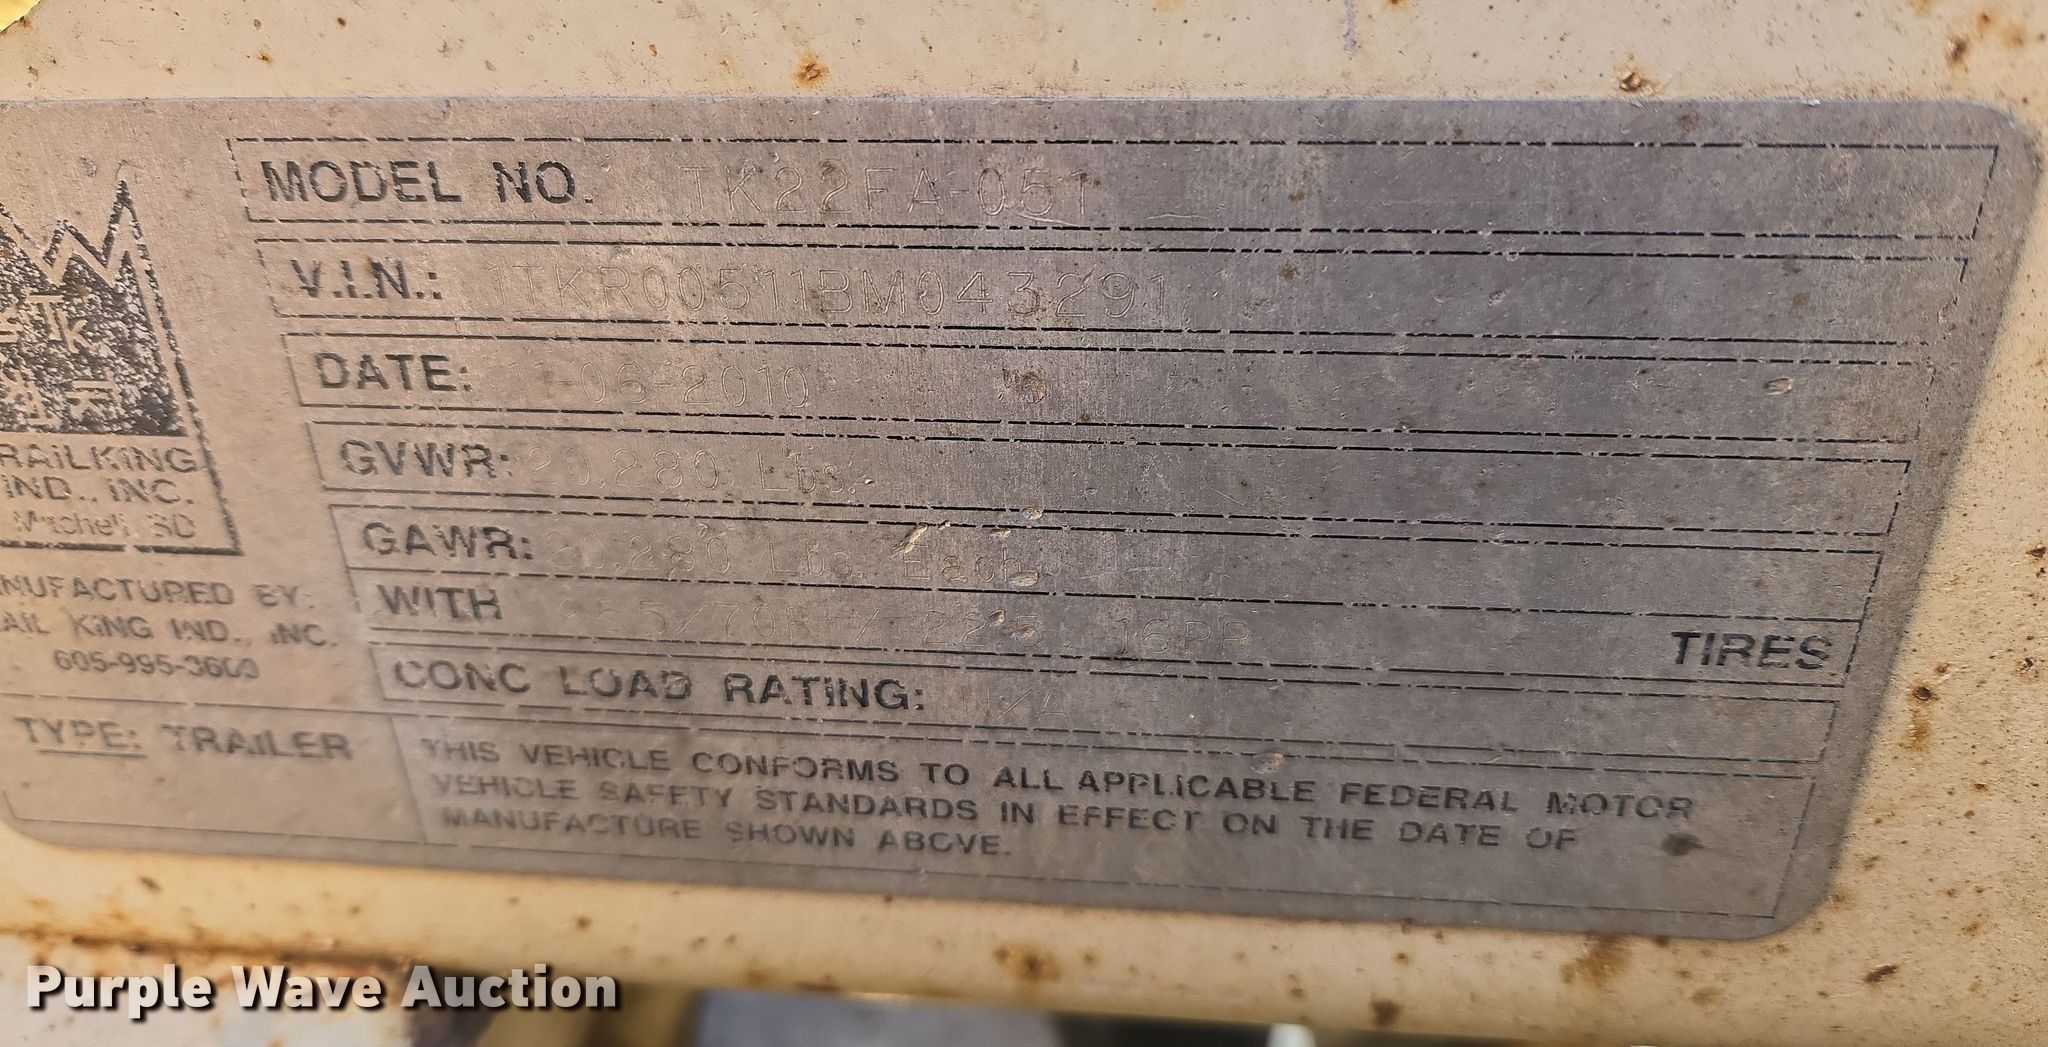 MODEL NO. TK22FA-051
V.I.N.: 1TKR00511BM043291
DATE: 11-06-2010
GVWR: 20,280 Lbs.
GAWR: 20,280 Lbs. Each
WITH 255/70R X 22.5 16PR TIRES
CONC LOAD RATING: N/A
RAILKING
IND., INC.
Mitchell, SD
NUFACTURED BY:
AIL KING IND., INC.
605-995-3600
TYPE: TRAILER
THIS VEHICLE CONFORMS TO ALL APPLICABLE FEDERAL MOTOR
VEHICLE SAFETY STANDARDS IN EFFECT ON THE DATE OF
MANUFACTURE SHOWN ABOVE.
Purple Wave Auction